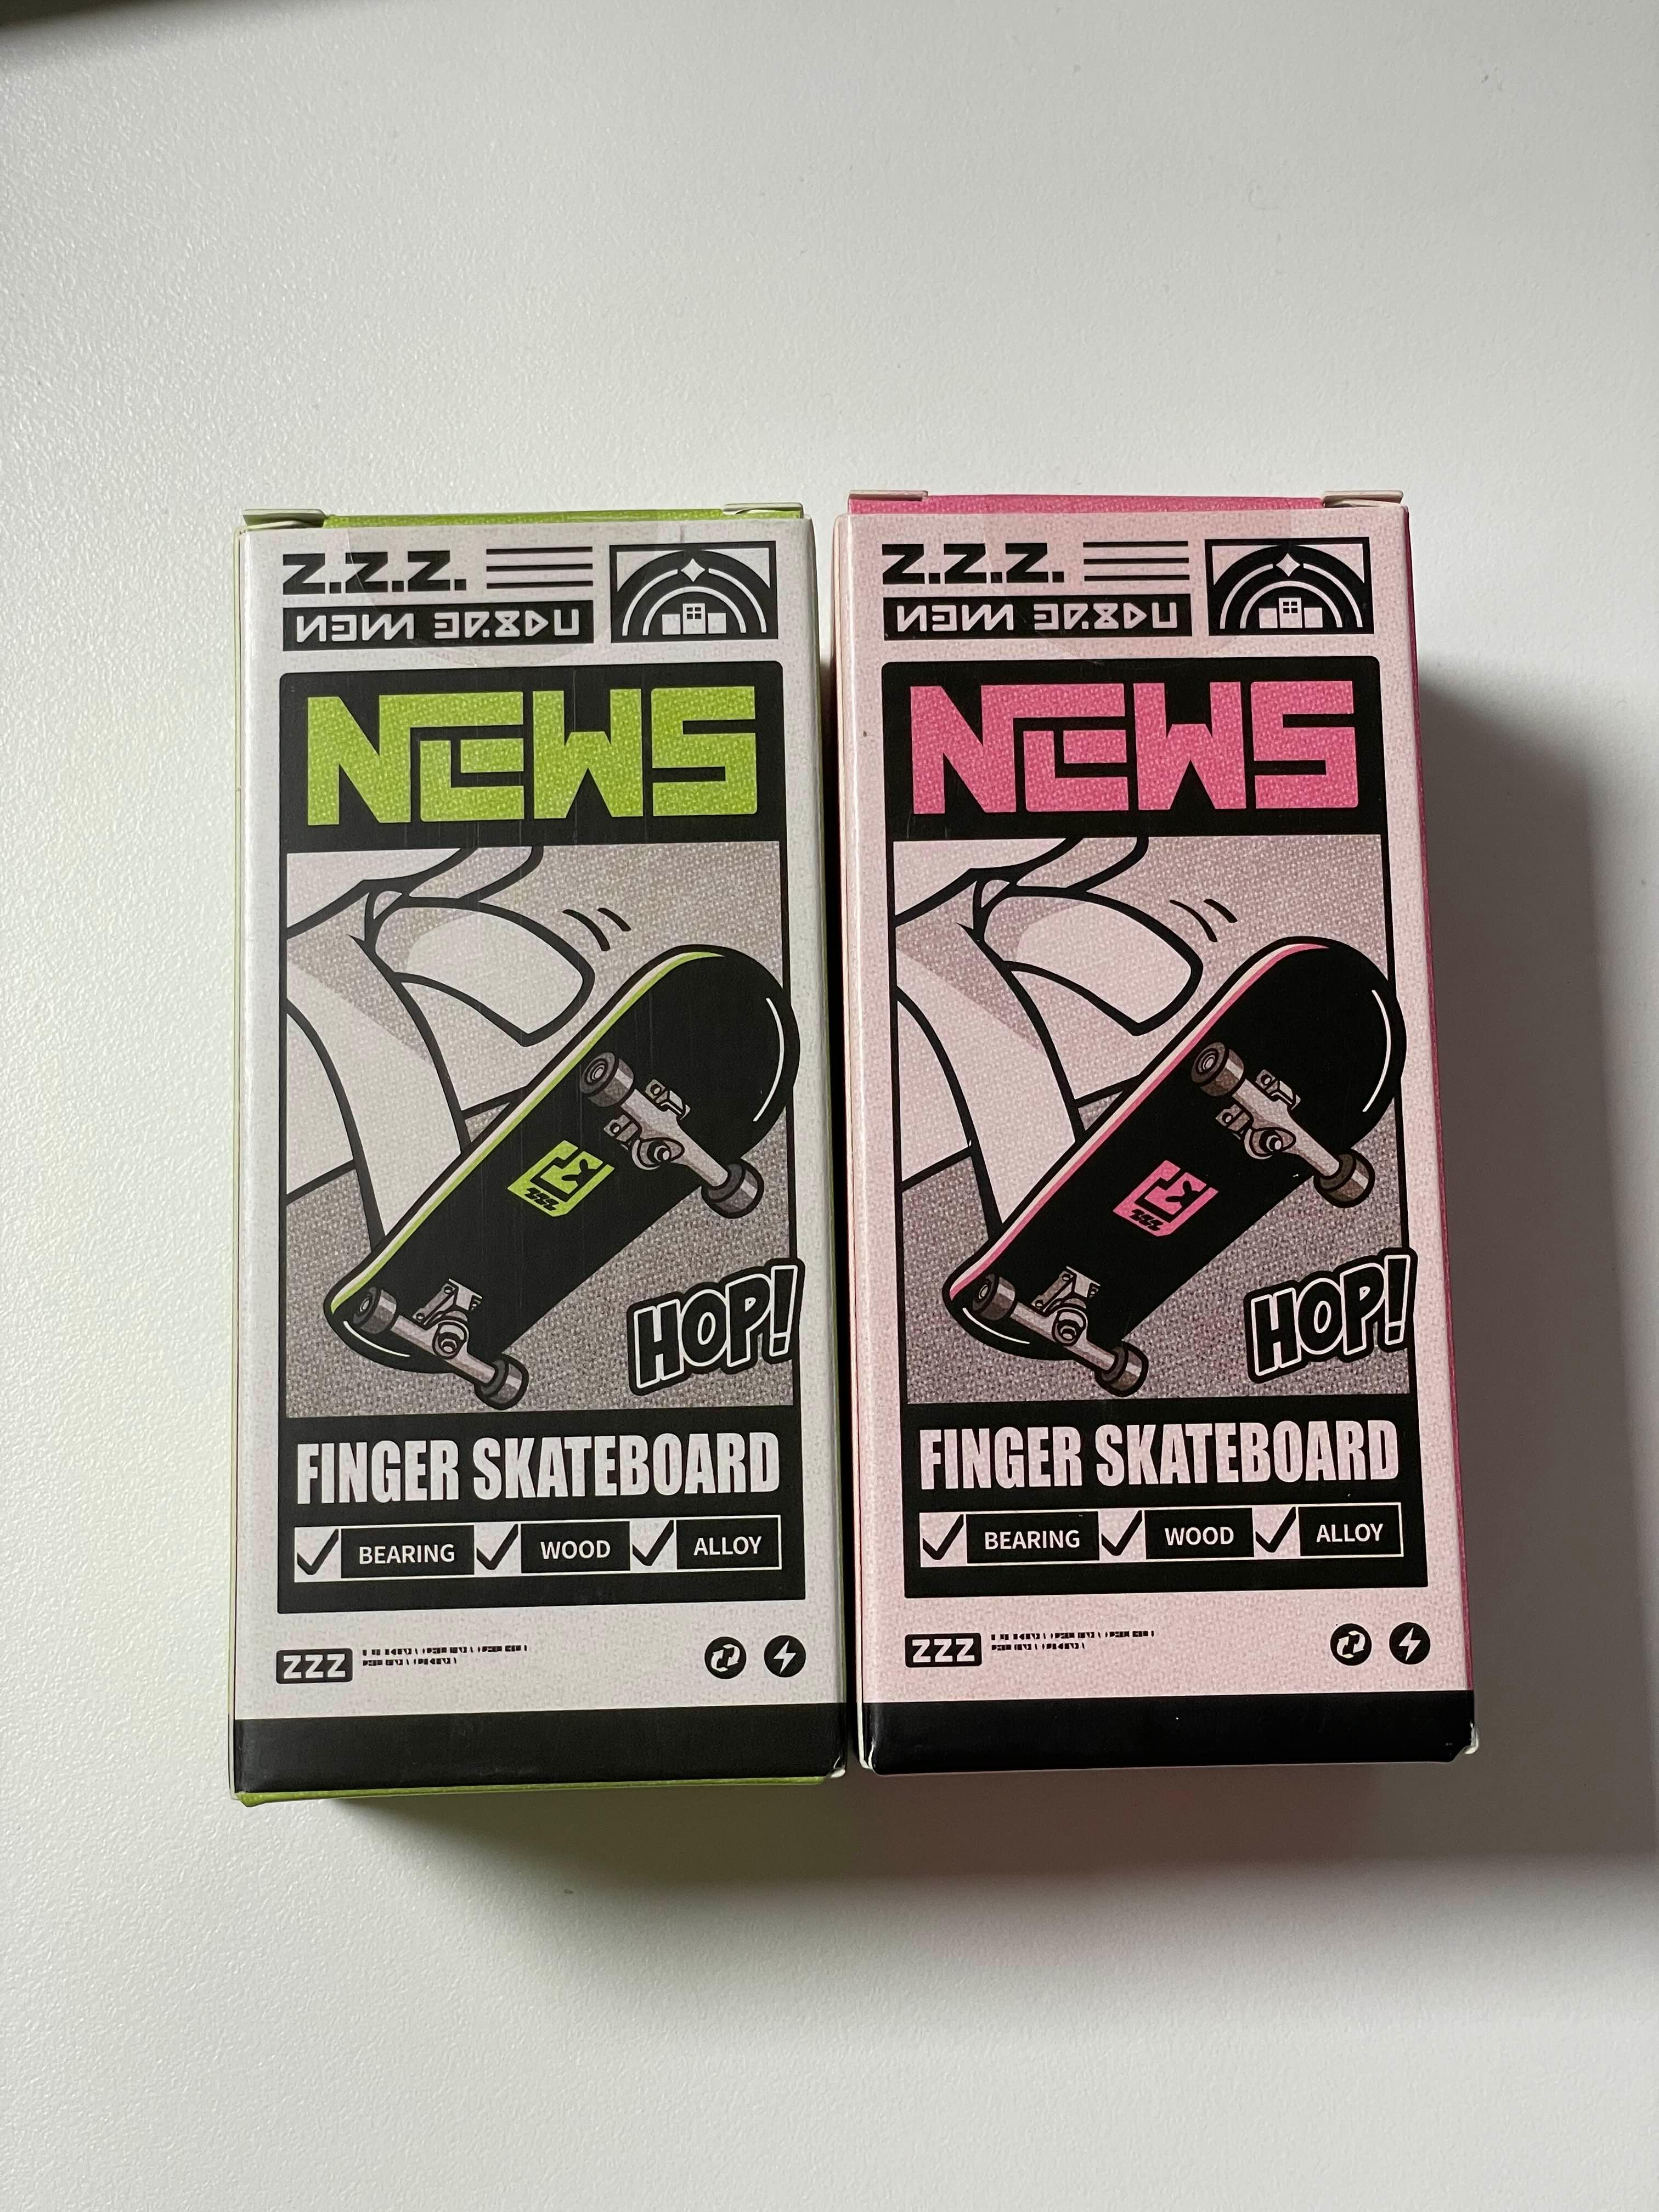 Z.Z.Z.
NEWS
HOP!
FINGER SKATEBOARD
BEARING WOOD ALLOY
ZZZ
Z.Z.Z.
NEWS
HOP!
FINGER SKATEBOARD
BEARING WOOD ALLOY
ZZZ